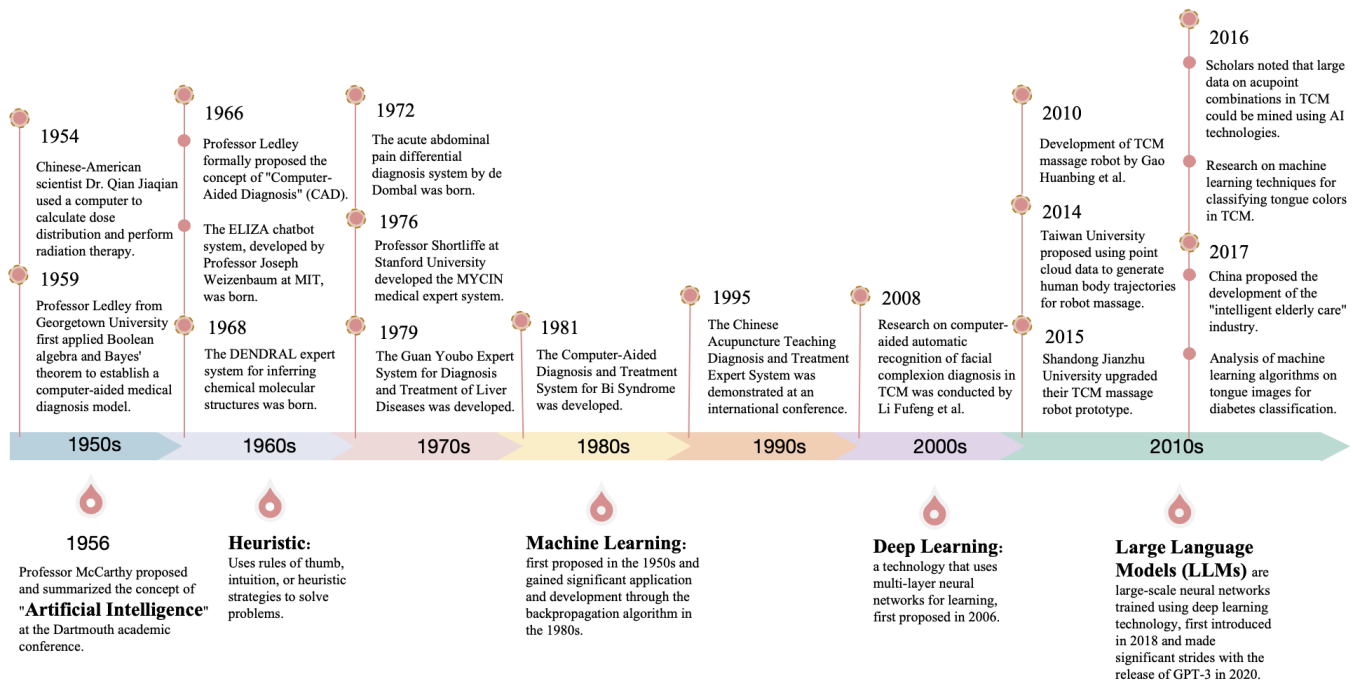 1954
Chinese-American
scientist Dr. Qian Jiaqian
used a computer to
calculate dose
distribution and perform
radiation therapy.
1959
Professor Ledley from
Georgetown University
first applied Boolean
algebra and Bayes'
theorem to establish a
computer-aided medical
diagnosis model.
1966
Professor Ledley
formally proposed the
concept of "Computer-
Aided Diagnosis" (CAD).
The ELIZA chatbot
system, developed by
Professor Joseph
Weizenbaum at MIT,
was born.
1968
The DENDRAL expert
system for inferring
chemical molecular
structures was born.
1972
The acute abdominal
pain differential
diagnosis system by de
Dombal was born.
1976
Professor Shortliffe at
Stanford University
developed the MYCIN
medical expert system.
1979
The Guan Youbo Expert
System for Diagnosis
and Treatment of Liver
Diseases was developed.
1981
The Computer-Aided
Diagnosis and Treatment
System for Bi Syndrome
was developed.
1995
The Chinese
Acupuncture Teaching
Diagnosis and Treatment
Expert System was
demonstrated at an
international conference.
2008
Research on computer-
aided automatic
recognition of facial
complexion diagnosis in
TCM was conducted by
Li Fufeng et al.
2010
Development of TCM
massage robot by Gao
Huanbing et al.
2014
Taiwan University
proposed using point
cloud data to generate
human body trajectories
for robot massage.
2015
Shandong Jianzhu
University upgraded
their TCM massage
robot prototype.
2016
Scholars noted that large
data on acupoint
combinations in TCM
could be mined using AI
technologies.
Research on machine
learning techniques for
classifying tongue colors
in TCM.
2017
China proposed the
development of the
"intelligent elderly care"
industry.
Analysis of machine
learning algorithms on
tongue images for
diabetes classification.
1950s
1960s
1970s
1980s
1990s
2000s
2010s
1956
Professor McCarthy proposed
and summarized the concept of
"Artificial Intelligence"
at the Dartmouth academic
conference.
Heuristic:
Uses rules of thumb,
intuition, or heuristic
strategies to solve
problems.
Machine Learning:
first proposed in the 1950s and
gained significant application
and development through the
backpropagation algorithm in
the 1980s.
Deep Learning:
a technology that uses
multi-layer neural
networks for learning,
first proposed in 2006.
Large Language
Models (LLMs) are
large-scale neural networks
trained using deep learning
technology, first introduced
in 2018 and made
significant strides with the
release of GPT-3 in 2020.